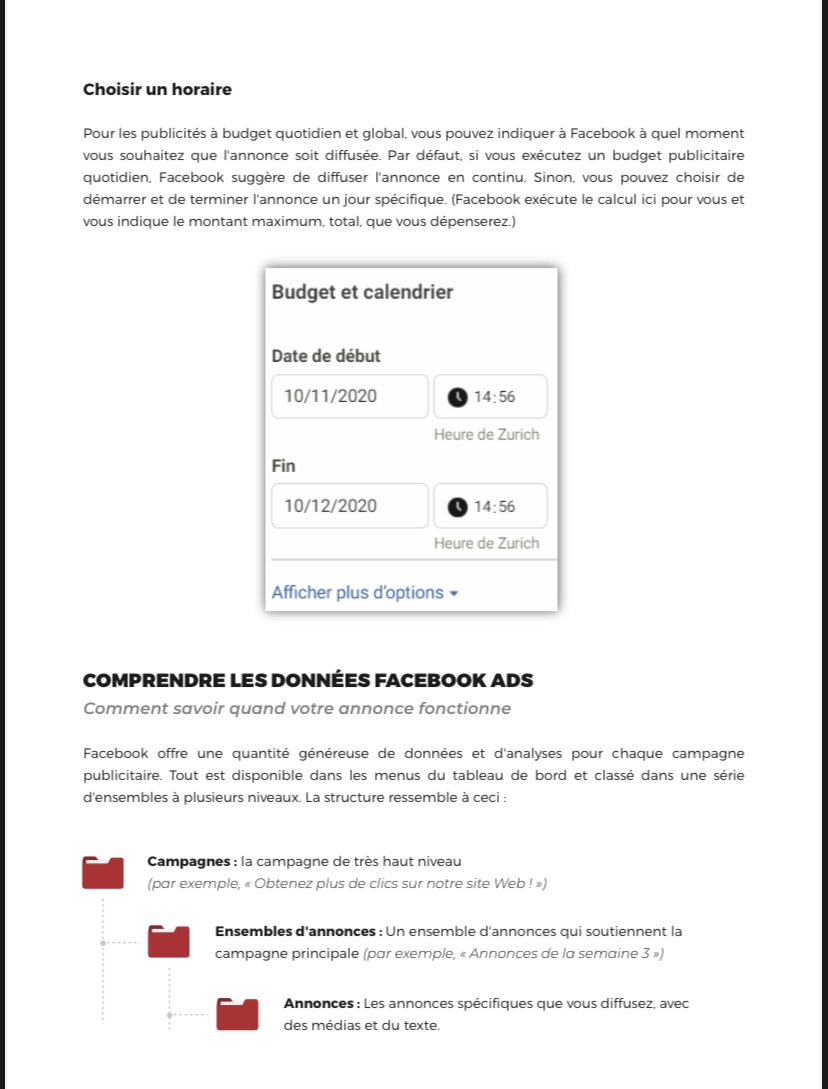 Choisir un horaire
Pour les publicités à budget quotidien et global, vous pouvez indiquer à Facebook à quel moment
vous souhaitez que l'annonce soit diffusée. Par défaut, si vous exécutez un budget publicitaire
quotidien, Facebook suggère de diffuser l'annonce en continu. Sinon, vous pouvez choisir de
démarrer et de terminer l'annonce un jour spécifique. (Facebook exécute le calcul ici pour vous et
vous indique le montant maximum, total, que vous dépenserez.)
Budget et calendrier
Date de début
10/11/2020 14:56
Heure de Zurich
Fin
10/12/2020 14:56
Heure de Zurich
Afficher plus d'options
COMPRENDRE LES DONNÉES FACEBOOK ADS
Comment savoir quand votre annonce fonctionne
Facebook offre une quantité généreuse de données et d'analyses pour chaque campagne
publicitaire. Tout est disponible dans les menus du tableau de bord et classé dans une série
d'ensembles à plusieurs niveaux. La structure ressemble à ceci :
Campagnes : la campagne de très haut niveau
(par exemple, « Obtenez plus de clics sur notre site Web ! »)
Ensembles d'annonces : Un ensemble d'annonces qui soutiennent la
campagne principale (par exemple, « Annonces de la semaine 3 »)
Annonces : Les annonces spécifiques que vous diffusez, avec
des médias et du texte.